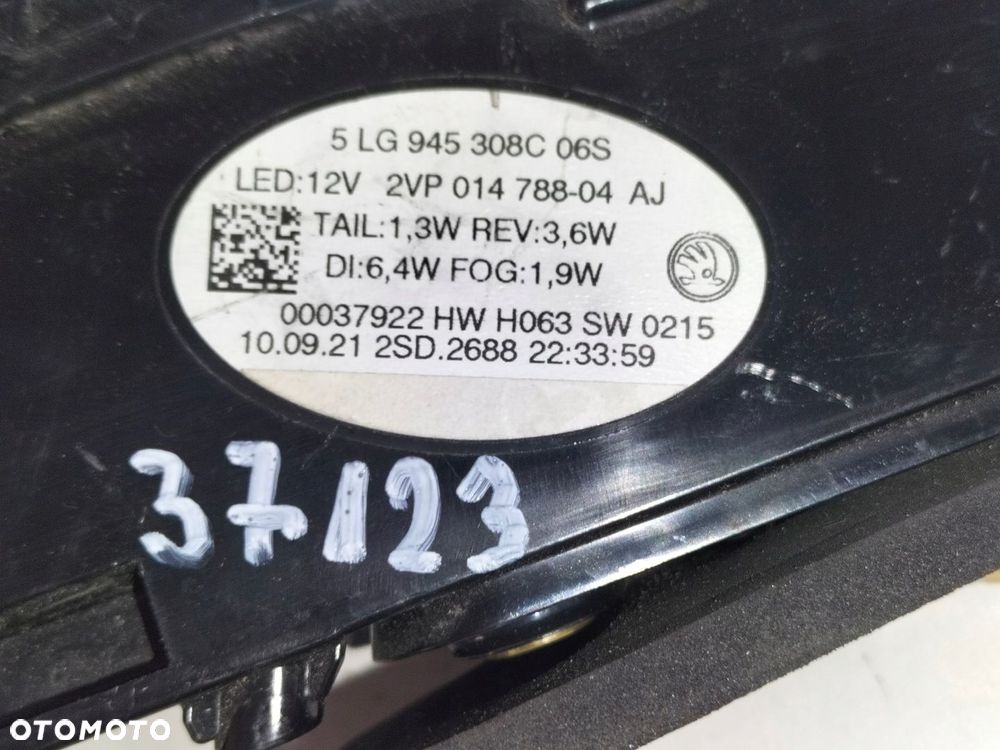 5 LG 945 308C 06S
LED:12V 2VP 014 788-04 AJ
TAIL:1,3W REV:3,6W
DI:6,4W FOG:1,9W
00037922 HW H063 SW 0215
10.09.21 2SD.2688 22:33:59
37123
OTOMOTO